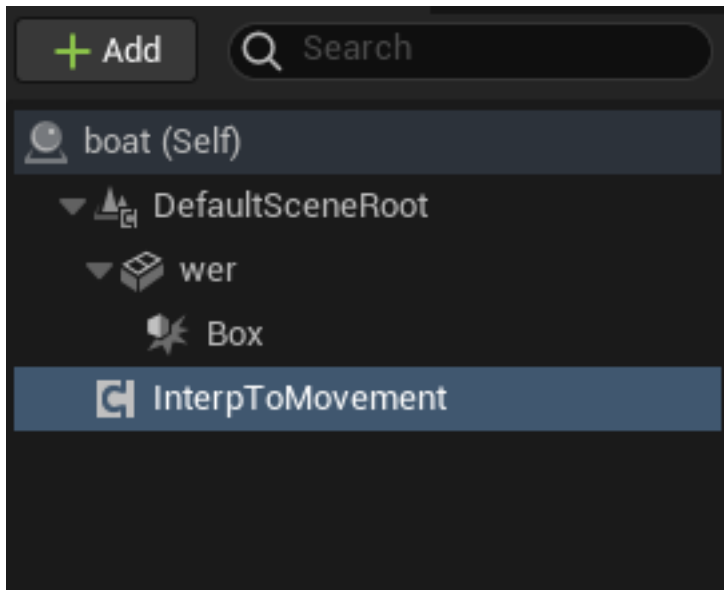 + Add Search
boat (Self)
DefaultSceneRoot
wer
Box
InterpToMovement